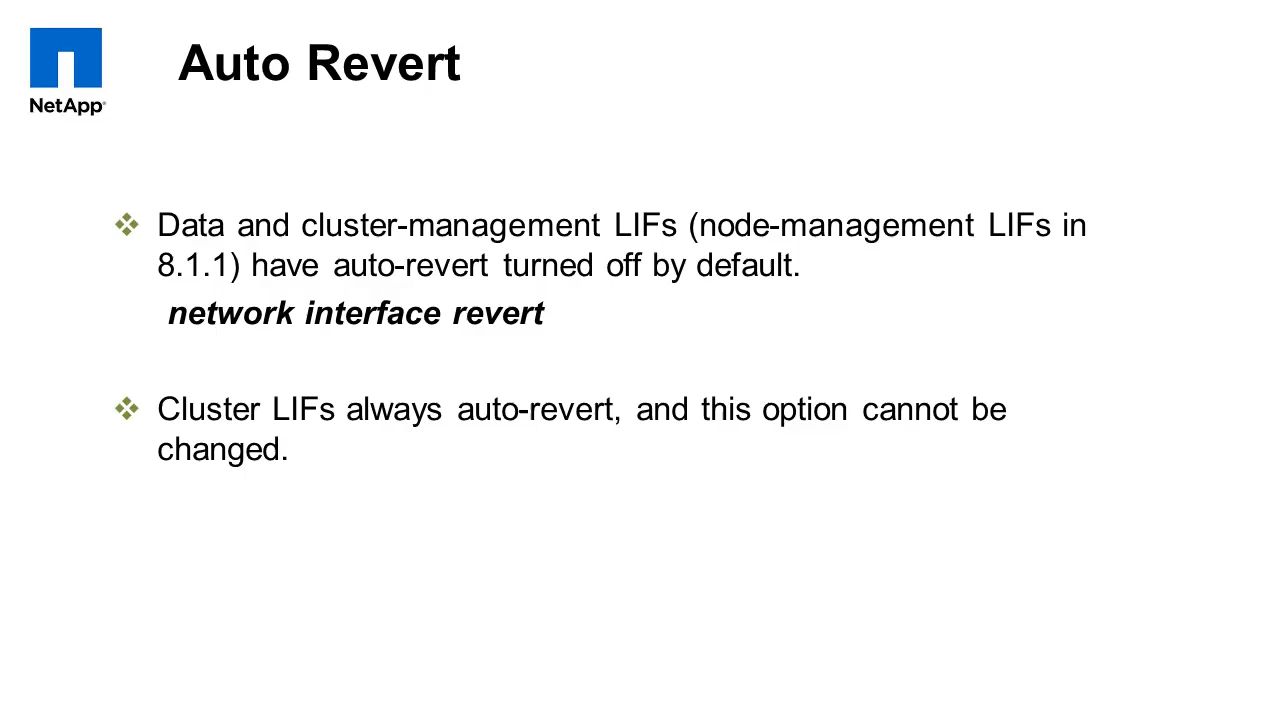 NetApp®
Auto Revert
Data and cluster-management LIFs (node-management LIFs in
8.1.1) have auto-revert turned off by default.
network interface revert
Cluster LIFs always auto-revert, and this option cannot be
changed.